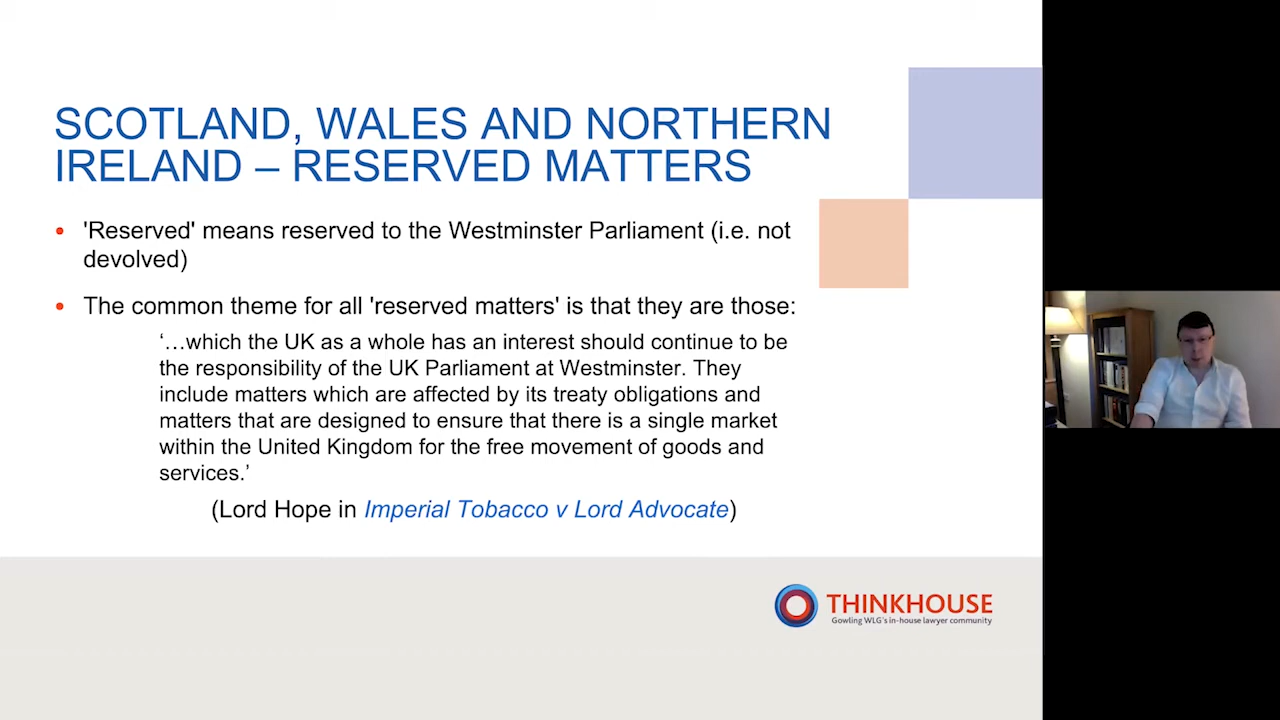 SCOTLAND, WALES AND NORTHERN
IRELAND – RESERVED MATTERS
• 'Reserved' means reserved to the Westminster Parliament (i.e. not
devolved)
• The common theme for all 'reserved matters' is that they are those:
‘…which the UK as a whole has an interest should continue to be
the responsibility of the UK Parliament at Westminster. They
include matters which are affected by its treaty obligations and
matters that are designed to ensure that there is a single market
within the United Kingdom for the free movement of goods and
services.’
(Lord Hope in Imperial Tobacco v Lord Advocate)
THINKHOUSE
Gowling WLG's in-house lawyer community